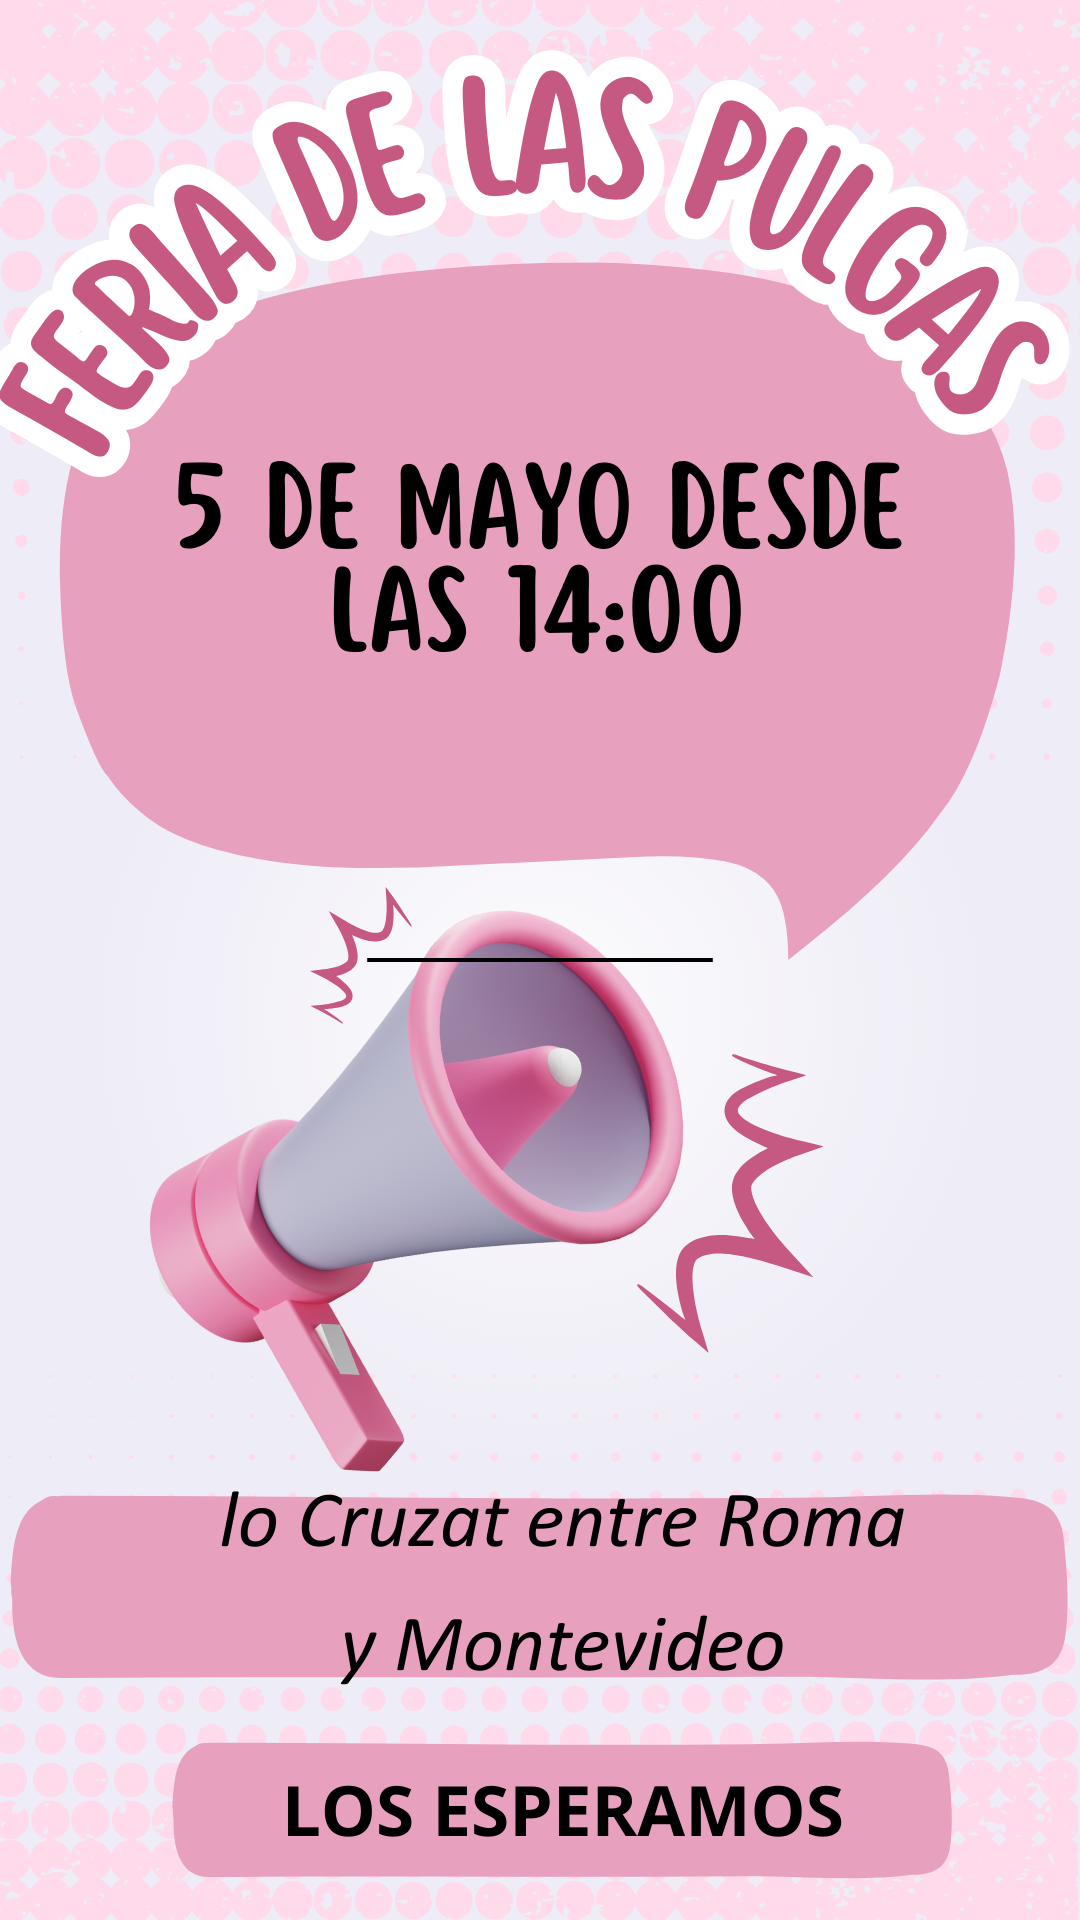 FERIA DE LAS PULGAS
5 DE MAYO DESDE
LAS 14:00
lo Cruzat entre Roma
y Montevideo
LOS ESPERAMOS